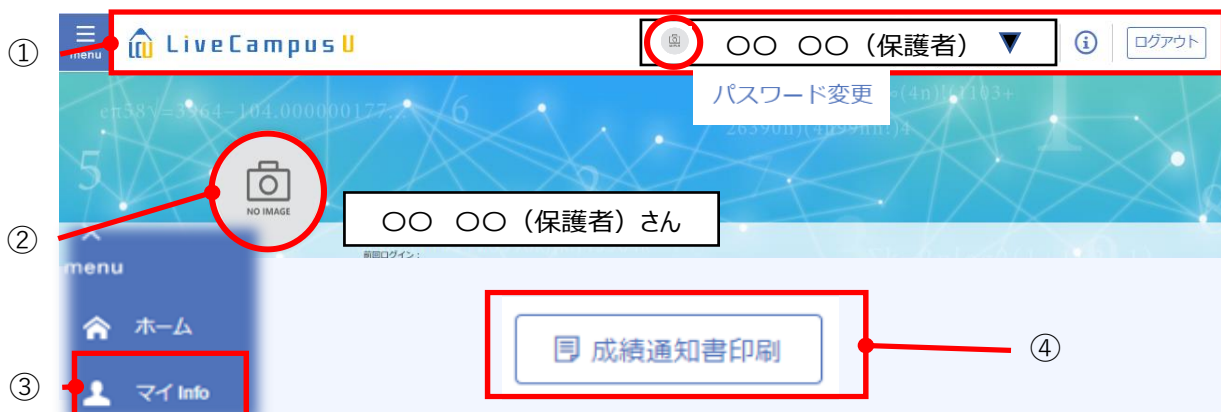 ①
menu
LiveCampusU
〇〇 〇〇（保護者） ▼
ログアウト
パスワード変更
②
NO IMAGE
〇〇 〇〇（保護者）さん
前回ログイン：
menu
ホーム
成績通知書印刷
④
③
マイ Info